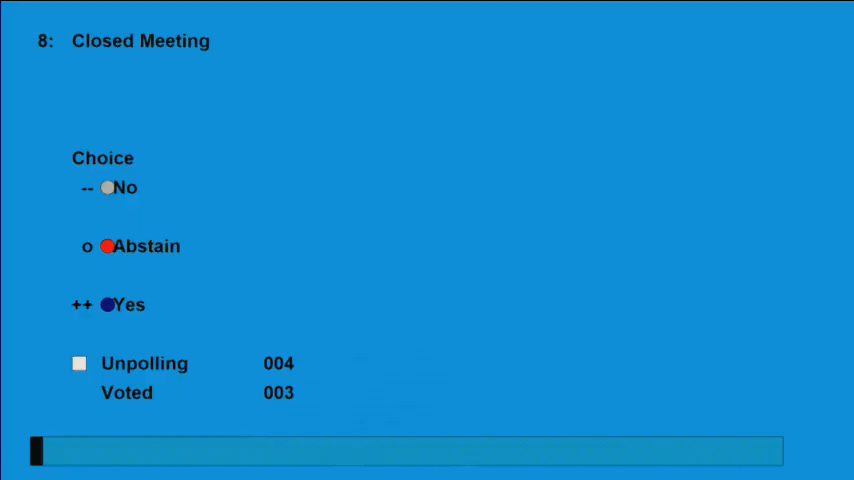 8: Closed Meeting
Choice
-- No
o Abstain
++ Yes
Unpolling 004
Voted 003